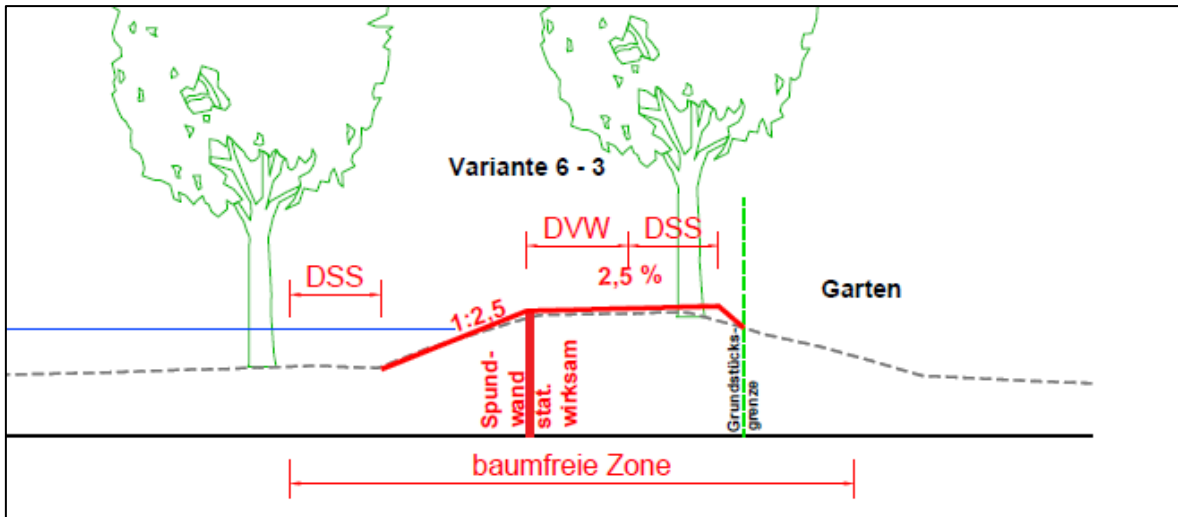 Variante 6 - 3
DVW
DSS
DSS
2,5 %
Garten
1:2,5
Spund-
wand
stat.
wirksam
Grundstücks-
grenze
baumfreie Zone